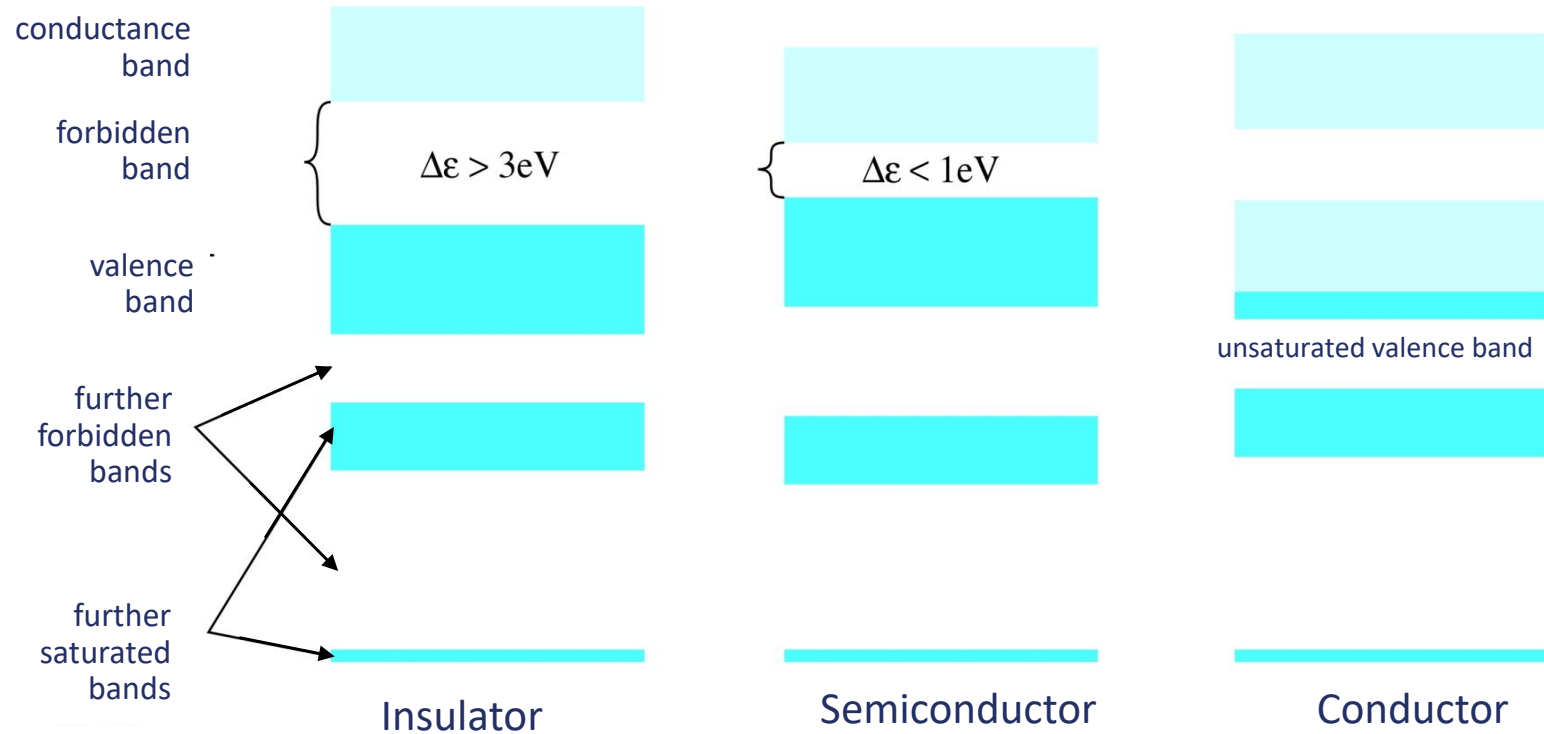 conductance
band
forbidden
band
Δε > 3eV
Δε < 1eV
valence
band
unsaturated valence band
further
forbidden
bands
further
saturated
bands
Insulator
Semiconductor
Conductor